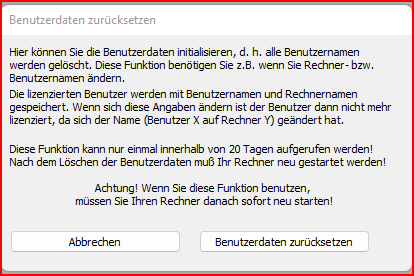 Benutzerdaten zurücksetzen
Hier können Sie die Benutzerdaten initialisieren, d. h. alle Benutzernamen
werden gelöscht. Diese Funktion benötigen Sie z.B. wenn Sie Rechner- bzw.
Benutzernamen ändern.
Die lizenzierten Benutzer werden mit Benutzernamen und Rechnernamen
gespeichert. Wenn sich diese Angaben ändern ist der Benutzer dann nicht mehr
lizenziert, da sich der Name (Benutzer X auf Rechner Y) geändert hat.
Diese Funktion kann nur einmal innerhalb von 20 Tagen aufgerufen werden!
Nach dem Löschen der Benutzerdaten muß Ihr Rechner neu gestartet werden!
Achtung! Wenn Sie diese Funktion benutzen,
müssen Sie Ihren Rechner danach sofort neu starten!
Abbrechen
Benutzerdaten zurücksetzen